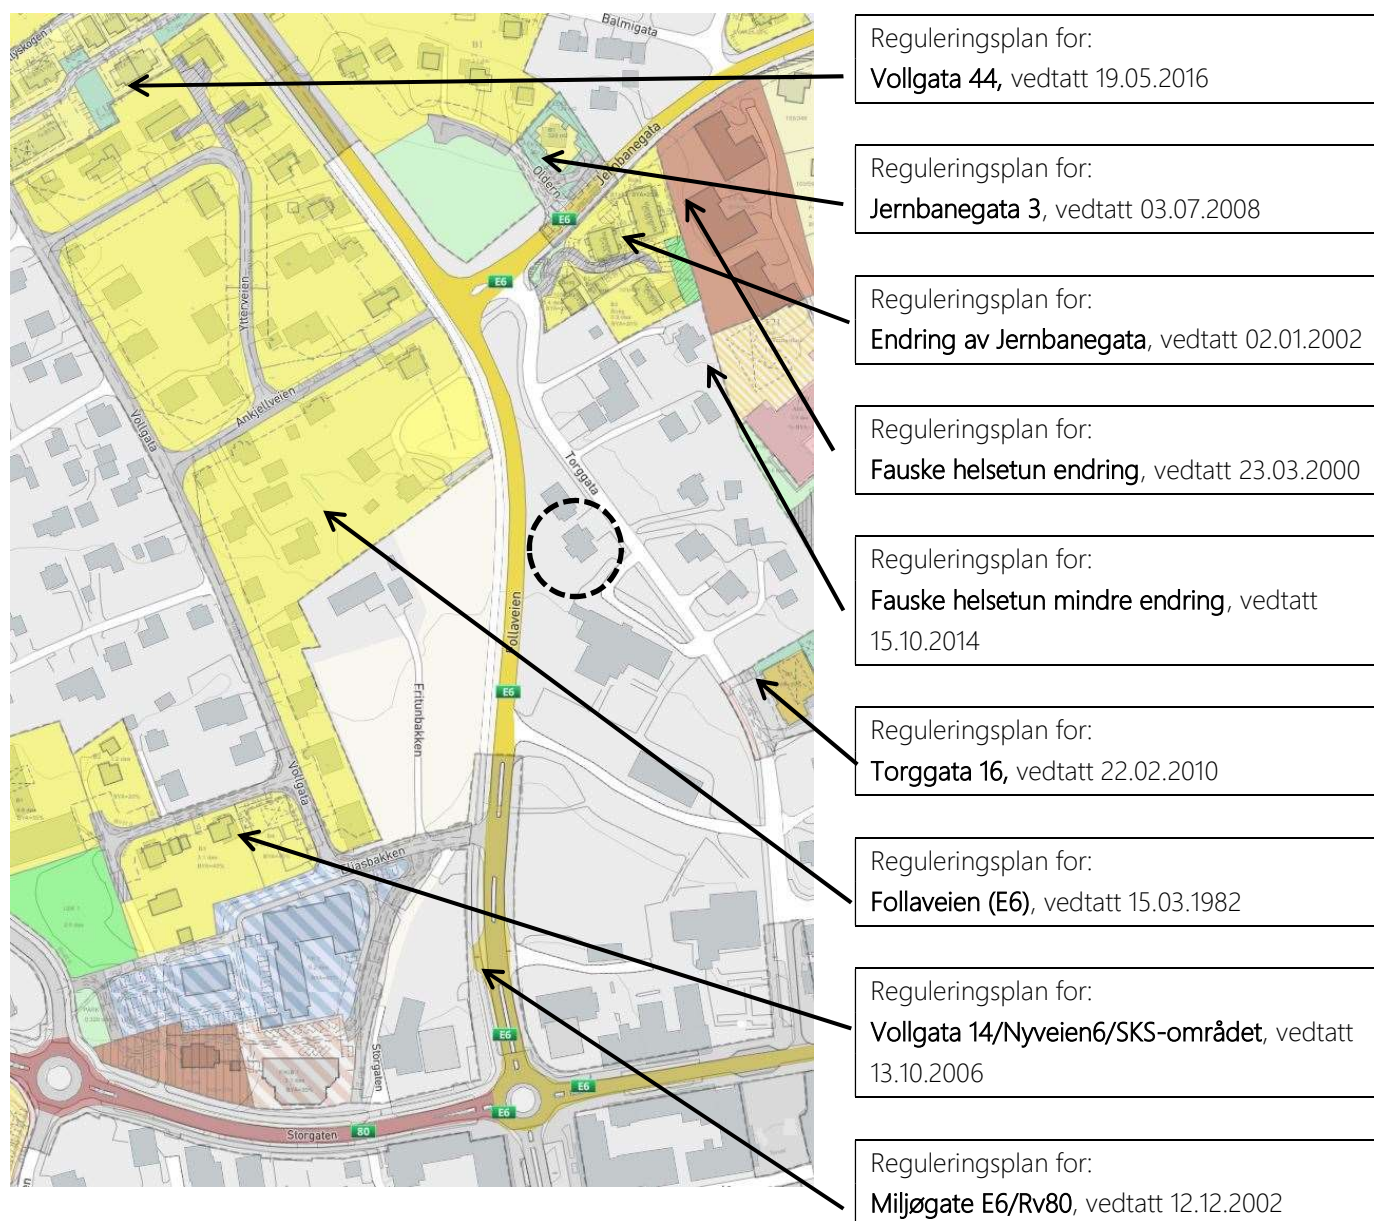 Balmigata
Reguleringsplan for:
Vollgata 44, vedtatt 19.05.2016
B1
Jernbanegata
Oldern
Reguleringsplan for:
Jernbanegata 3, vedtatt 03.07.2008
E6
E6
Ytterveien
Reguleringsplan for:
Endring av Jernbanegata, vedtatt 02.01.2002
Ankjellveien
Vollgata
Torggata
Reguleringsplan for:
Fauske helsetun endring, vedtatt 23.03.2000
Reguleringsplan for:
Fauske helsetun mindre endring, vedtatt
15.10.2014
Follaveien
E6
Fritunbakken
Reguleringsplan for:
Torggata 16, vedtatt 22.02.2010
Vollgata
Eliasbakken
Reguleringsplan for:
Follaveien (E6), vedtatt 15.03.1982
Reguleringsplan for:
Vollgata 14/Nyveien6/SKS-området, vedtatt
13.10.2006
E6
Storgaten
E6
E6
Storgaten
80
Reguleringsplan for:
Miljøgate E6/Rv80, vedtatt 12.12.2002